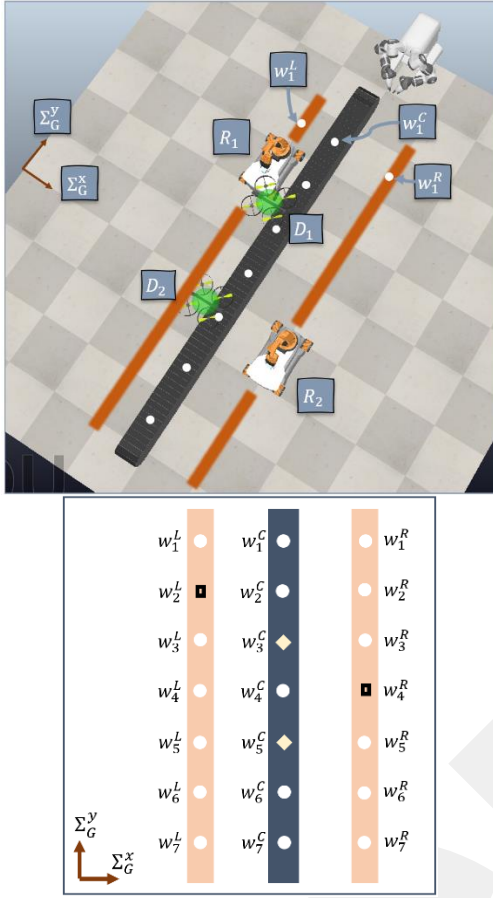 w_1^L
Σ_G^y
R_1
w_1^C
Σ_G^x
w_1^R
D_1
D_2
R_2
w_1^L w_1^C w_1^R
w_2^L w_2^C w_2^R
w_3^L w_3^C w_3^R
w_4^L w_4^C w_4^R
w_5^L w_5^C w_5^R
w_6^L w_6^C w_6^R
w_7^L w_7^C w_7^R
Σ_G^y
Σ_G^x